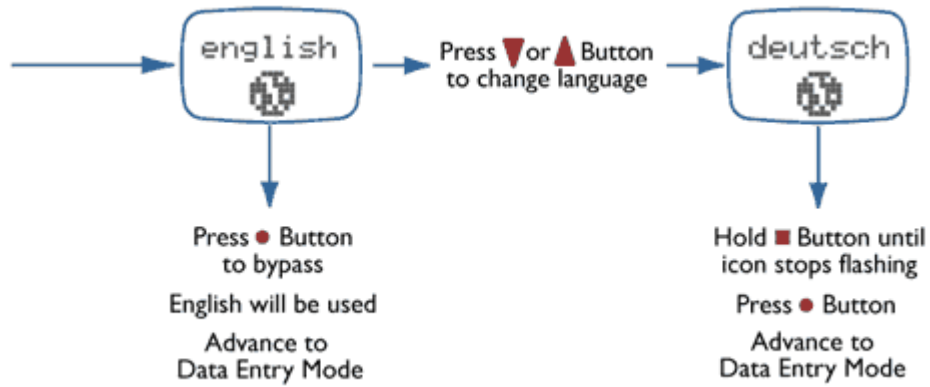 english
Press ▼ or ▲ Button
to change language
deutsch
Press ● Button
to bypass
English will be used
Advance to
Data Entry Mode
Hold ■ Button until
icon stops flashing
Press ● Button
Advance to
Data Entry Mode